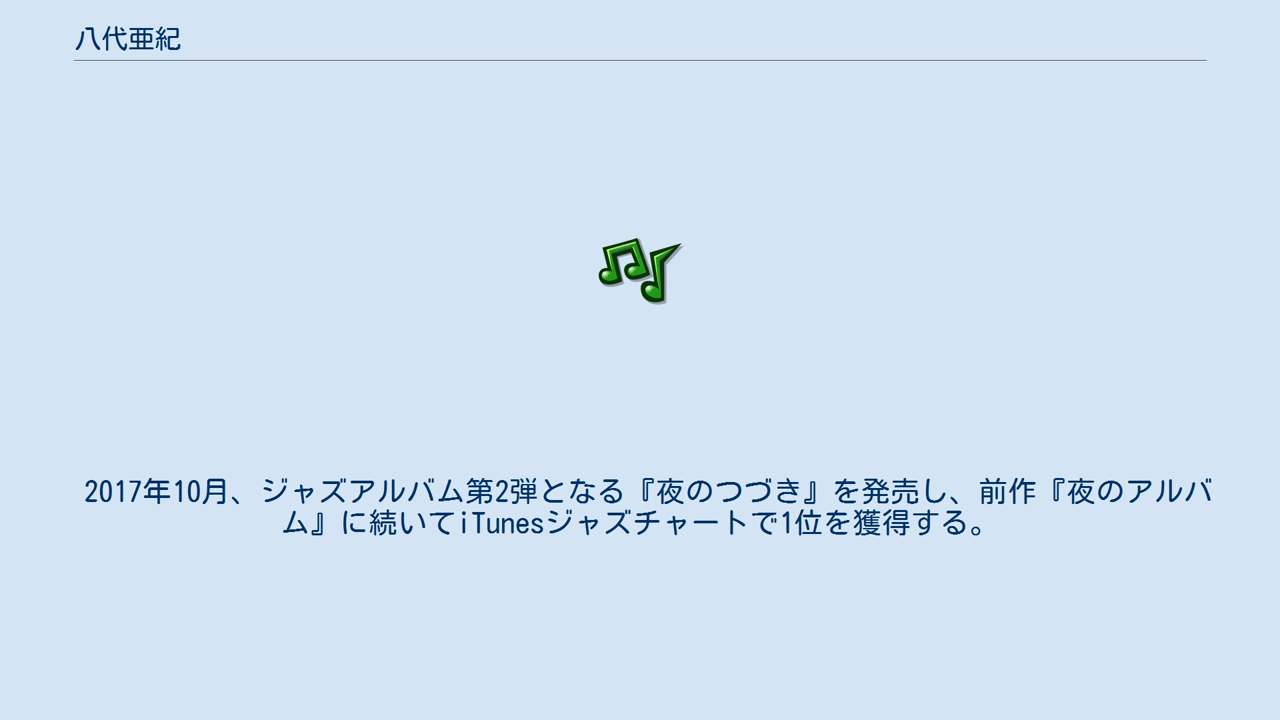 八代亜紀
2017年10月、ジャズアルバム第2弾となる『夜のつづき』を発売し、前作『夜のアルバ
ム』に続いてiTunesジャズチャートで1位を獲得する。